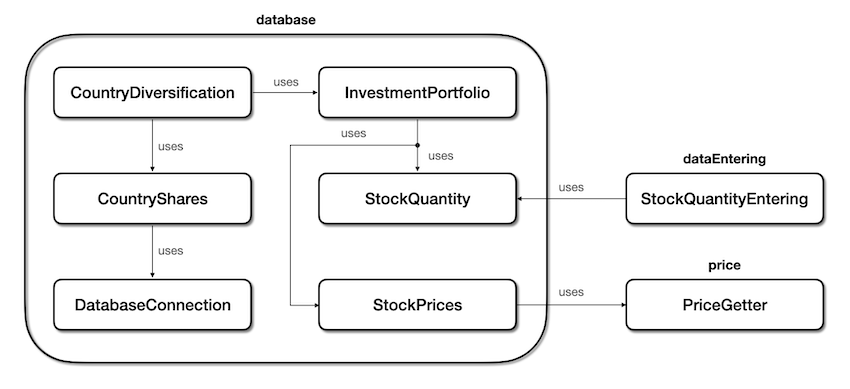 database
CountryDiversification
uses
InvestmentPortfolio
uses
uses
uses
dataEntering
CountryShares
StockQuantity
uses
StockQuantityEntering
uses
price
DatabaseConnection
StockPrices
uses
PriceGetter